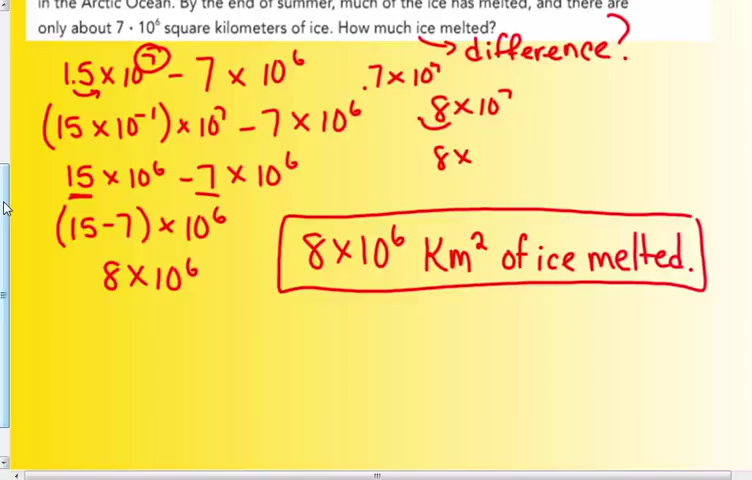 in the Arctic Ocean. By the end of summer, much of the ice has melted, and there are
only about 7 · 10⁶ square kilometers of ice. How much ice melted?
difference?
1.5 × 10⁷ - 7 × 10⁶
.7 × 10⁷
(15 × 10⁻¹) × 10⁷ - 7 × 10⁶
.8 × 10⁷
15 × 10⁶ - 7 × 10⁶
8 ×
(15 - 7) × 10⁶
8 × 10⁶
8 × 10⁶ Km² of ice melted.